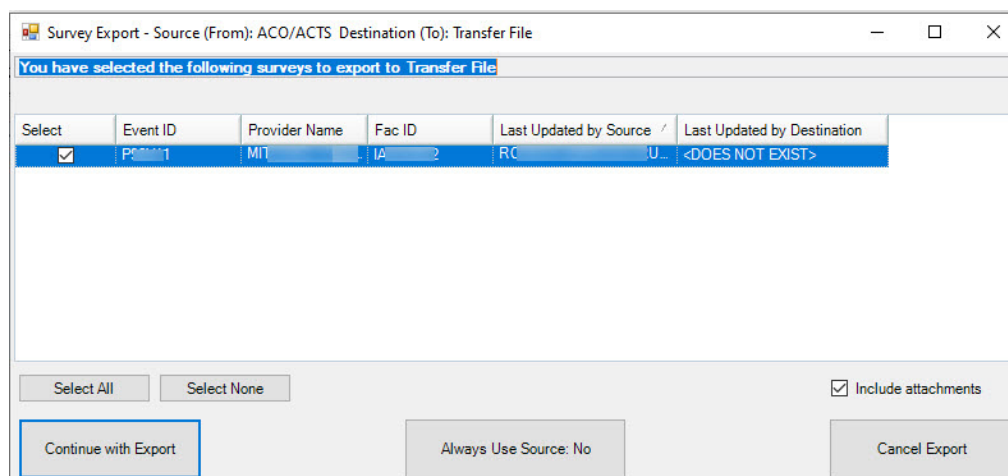 Survey Export - Source (From): ACO/ACTS Destination (To): Transfer File
You have selected the following surveys to export to Transfer File
Select Event ID Provider Name Fac ID Last Updated by Source Last Updated by Destination
<DOES NOT EXIST>
Select All Select None Include attachments
Continue with Export Always Use Source: No Cancel Export